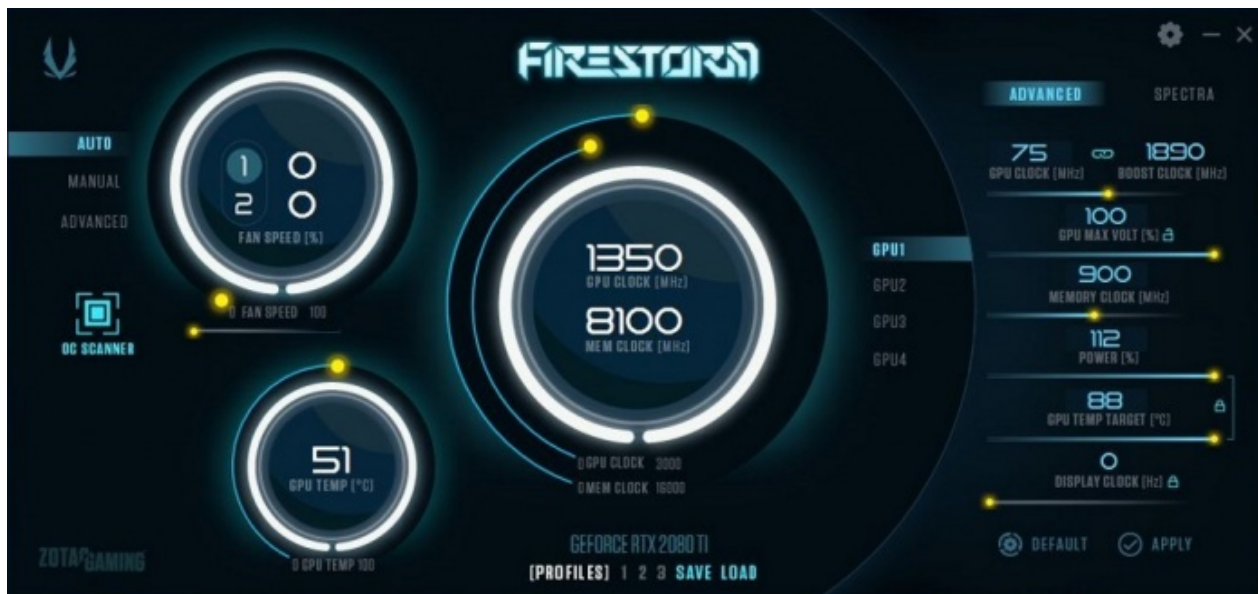 FIRESTORM
AUTO
MANUAL
ADVANCED
OC SCANNER
1 0
2 0
FAN SPEED [%]
0 FAN SPEED 100
51
GPU TEMP [°C]
0 GPU TEMP 100
1350
GPU CLOCK [MHz]
8100
MEM CLOCK [MHz]
0 GPU CLOCK 3000
0 MEM CLOCK 16000
GPU1
GPU2
GPU3
GPU4
ADVANCED SPECTRA
75 1890
GPU CLOCK [MHz] BOOST CLOCK [MHz]
100
GPU MAX VOLT [%]
900
MEMORY CLOCK [MHz]
112
POWER [%]
88
GPU TEMP TARGET [°C]
0
DISPLAY CLOCK [Hz]
DEFAULT APPLY
ZOTAC GAMING
GEFORCE RTX 2080 TI
[PROFILES] 1 2 3 SAVE LOAD